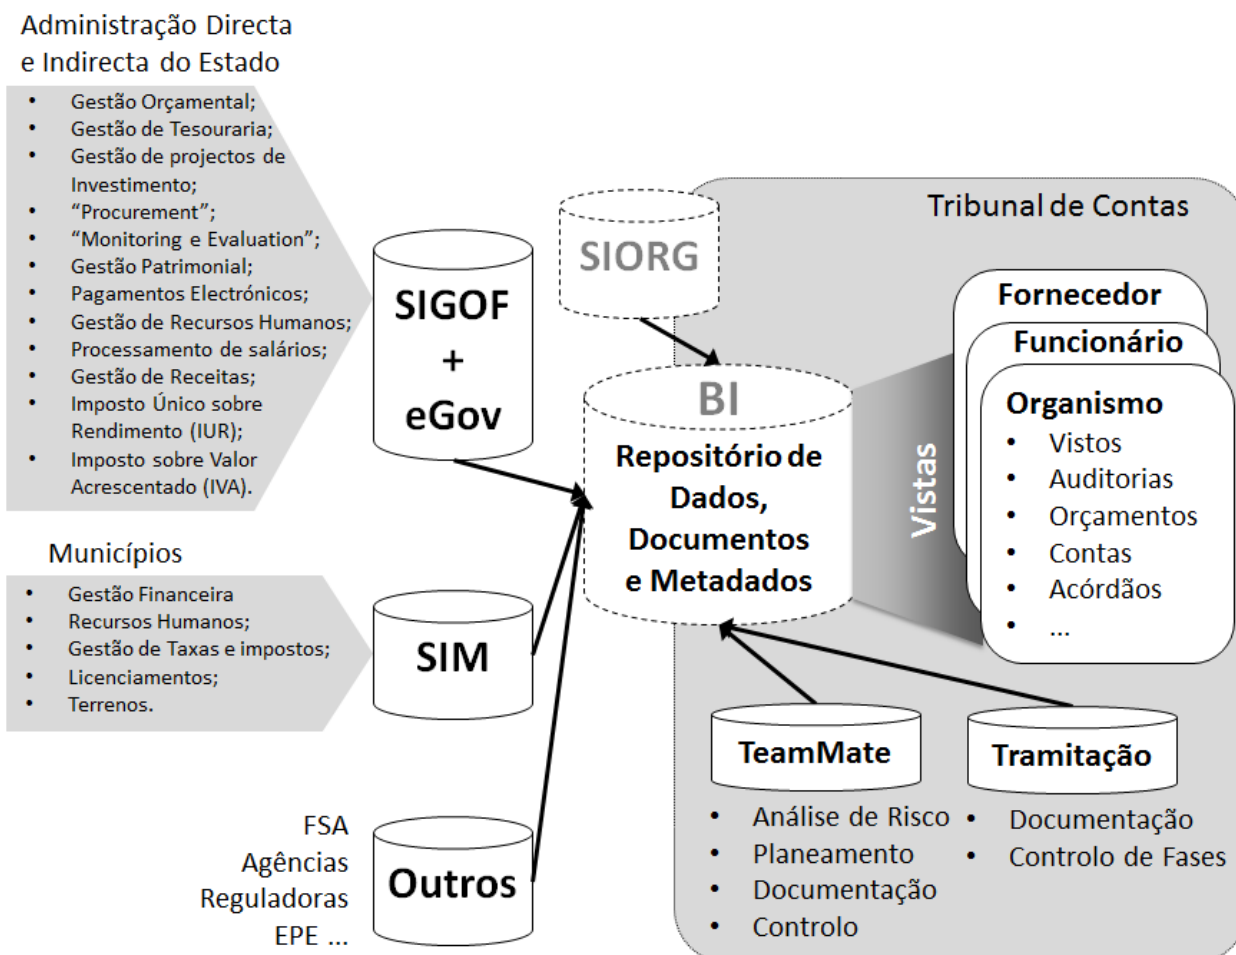 Administração Directa
e Indirecta do Estado
• Gestão Orçamental;
• Gestão de Tesouraria;
• Gestão de projectos de
Investimento;
• “Procurement”;
• “Monitoring e Evaluation”;
• Gestão Patrimonial;
• Pagamentos Electrónicos;
• Gestão de Recursos Humanos;
• Processamento de salários;
• Gestão de Receitas;
• Imposto Único sobre
Rendimento (IUR);
• Imposto sobre Valor
Acrescentado (IVA).
Municípios
• Gestão Financeira
• Recursos Humanos;
• Gestão de Taxas e impostos;
• Licenciamentos;
• Terrenos.
FSA
Agências
Reguladoras
EPE ...
SIGOF
+
eGov
SIM
Outros
SIORG
Tribunal de Contas
BI
Repositório de
Dados,
Documentos
e Metadados
Vistas
Fornecedor
Funcionário
Organismo
• Vistos
• Auditorias
• Orçamentos
• Contas
• Acórdãos
• ...
TeamMate
• Análise de Risco
• Planeamento
• Documentação
• Controlo
Tramitação
• Documentação
• Controlo de Fases